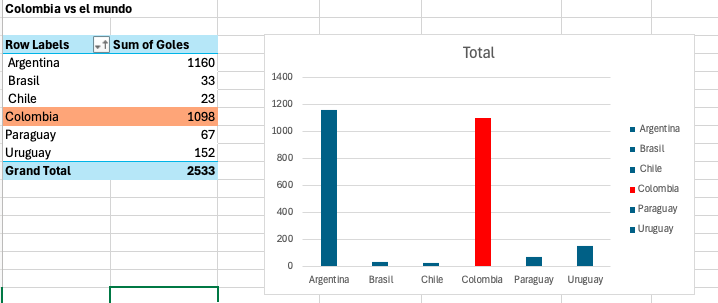 Colombia vs el mundo
Row Labels Sum of Goles
Argentina 1160
Brasil 33
Chile 23
Colombia 1098
Paraguay 67
Uruguay 152
Grand Total 2533
Total
1400
1200
1000
800
600
400
200
0
Argentina Brasil Chile Colombia Paraguay Uruguay
Argentina
Brasil
Chile
Colombia
Paraguay
Uruguay